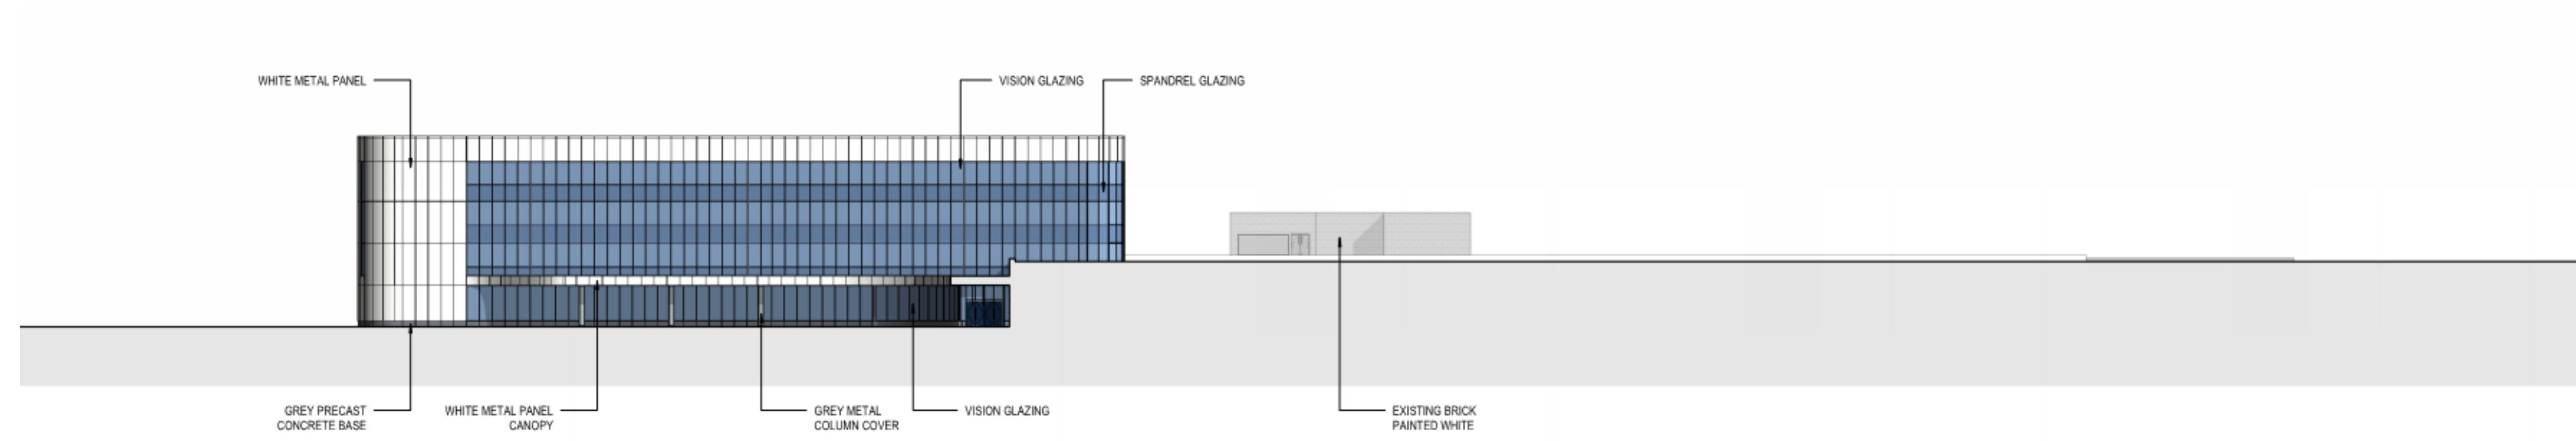 WHITE METAL PANEL
VISION GLAZING
SPANDREL GLAZING
GREY PRECAST
CONCRETE BASE
WHITE METAL PANEL
CANOPY
GREY METAL
COLUMN COVER
VISION GLAZING
EXISTING BRICK
PAINTED WHITE